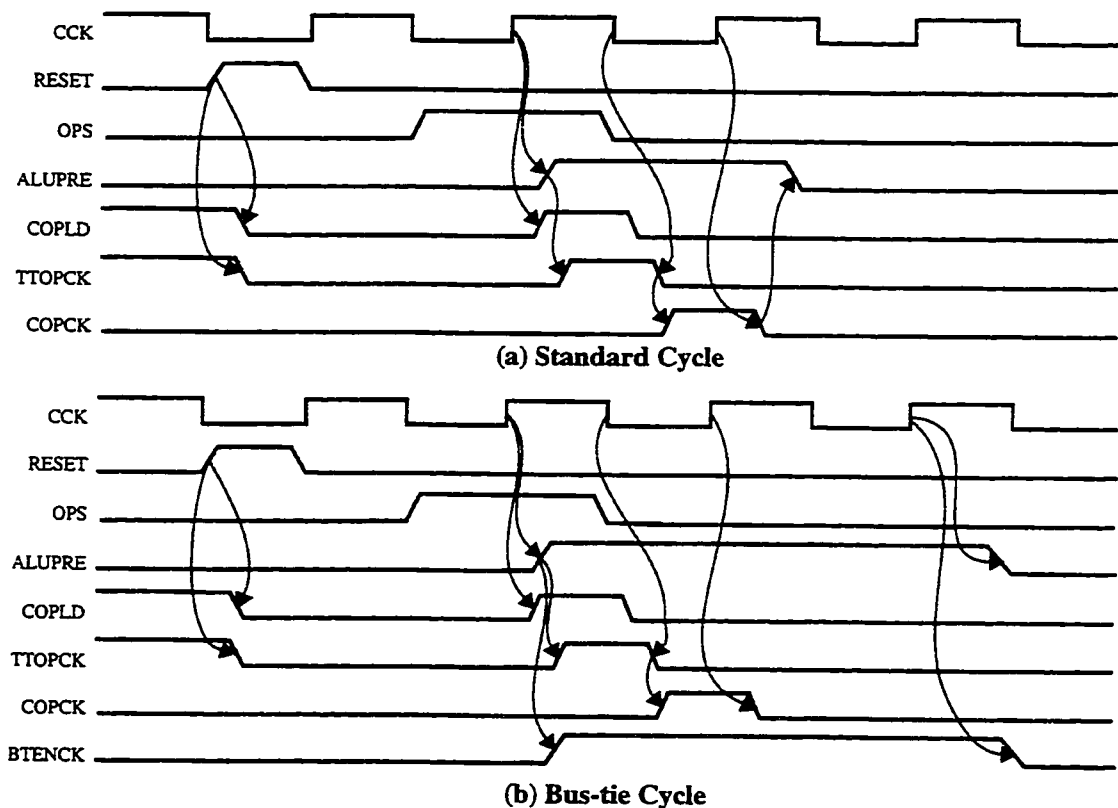 CCK
RESET
OPS
ALUPRE
COPLD
TTOPCK
COPCK
(a) Standard Cycle
CCK
RESET
OPS
ALUPRE
COPLD
TTOPCK
COPCK
BTENCK
(b) Bus-tie Cycle